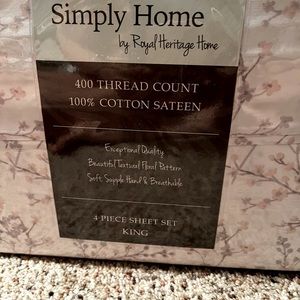 Simply Home
by Royal Heritage Home
400 THREAD COUNT
100% COTTON SATEEN
Exceptional Quality
Beautiful Textural Floral Pattern
Soft Supple Hand & Breathable
4-PIECE SHEET SET
KING